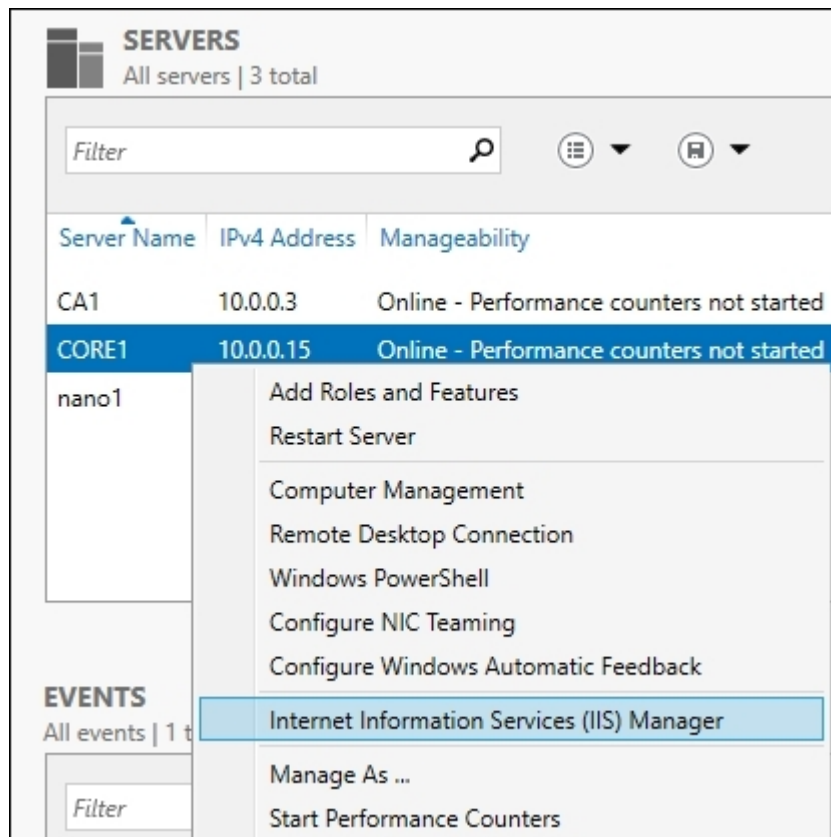 SERVERS
All servers | 3 total
Filter
Server Name IPv4 Address Manageability
CA1 10.0.0.3 Online - Performance counters not started
CORE1 10.0.0.15 Online - Performance counters not started
nano1
Add Roles and Features
Restart Server
Computer Management
Remote Desktop Connection
Windows PowerShell
Configure NIC Teaming
Configure Windows Automatic Feedback
Internet Information Services (IIS) Manager
Manage As ...
Start Performance Counters
EVENTS
All events | 1 t
Filter